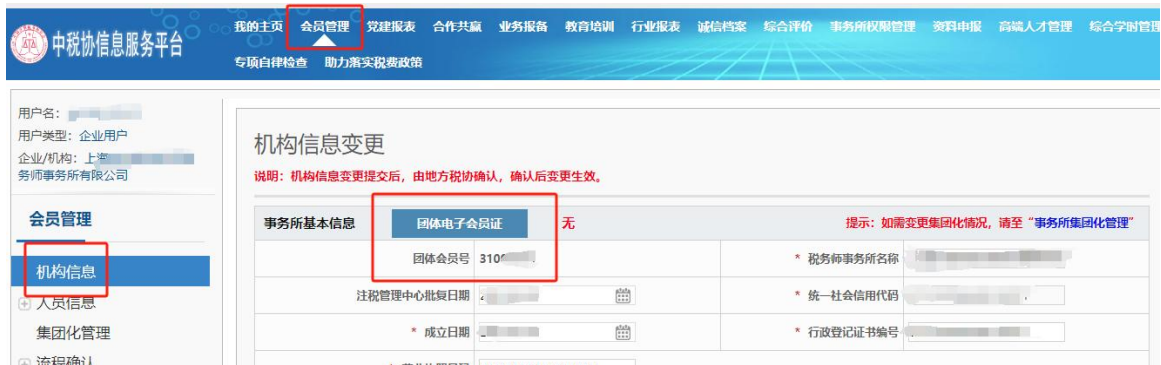 中税协信息服务平台
我的主页 会员管理 党建报表 合作共赢 业务报备 教育培训 行业报表 诚信档案 综合评价 事务所权限管理 资料申报 高端人才管理 综合学时管理
专项自律检查 助力落实税费政策
用户名：
用户类型：企业用户
企业/机构：上海
务师事务所有限公司
会员管理
机构信息
人员信息
集团化管理
流程确认
机构信息变更
说明：机构信息变更提交后，由地方税协确认，确认后变更生效。
事务所基本信息 团体电子会员证 无 提示：如需变更集团化情况，请至“事务所集团化管理”
团体会员号 310 * 税务师事务所名称
注税管理中心批复日期 * 统一社会信用代码
* 成立日期 * 行政登记证书编号